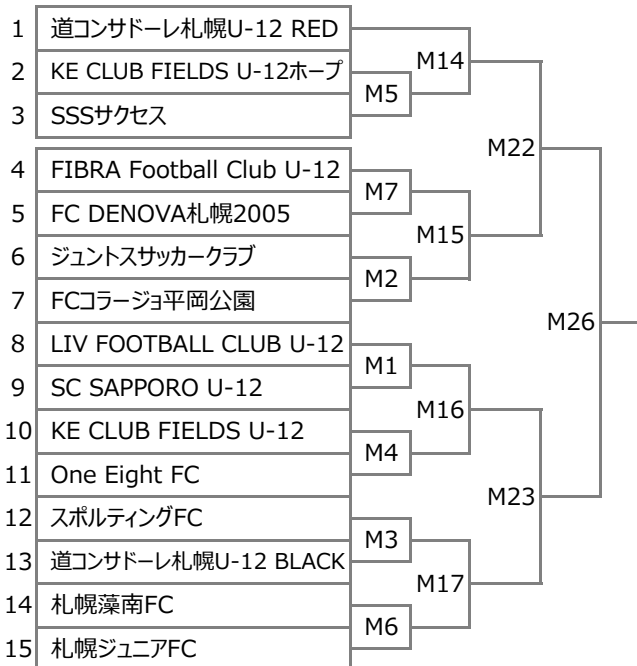 1 道コンサドーレ札幌U-12 RED
2 KE CLUB FIELDS U-12ホープ
3 SSSサクセス
4 FIBRA Football Club U-12
5 FC DENOVA札幌2005
6 ジュントスサッカークラブ
7 FCコラージョ平岡公園
8 LIV FOOTBALL CLUB U-12
9 SC SAPPORO U-12
10 KE CLUB FIELDS U-12
11 One Eight FC
12 スポルティングFC
13 道コンサドーレ札幌U-12 BLACK
14 札幌藻南FC
15 札幌ジュニアFC
M5
M7
M2
M1
M4
M3
M6
M14
M15
M16
M17
M22
M23
M26